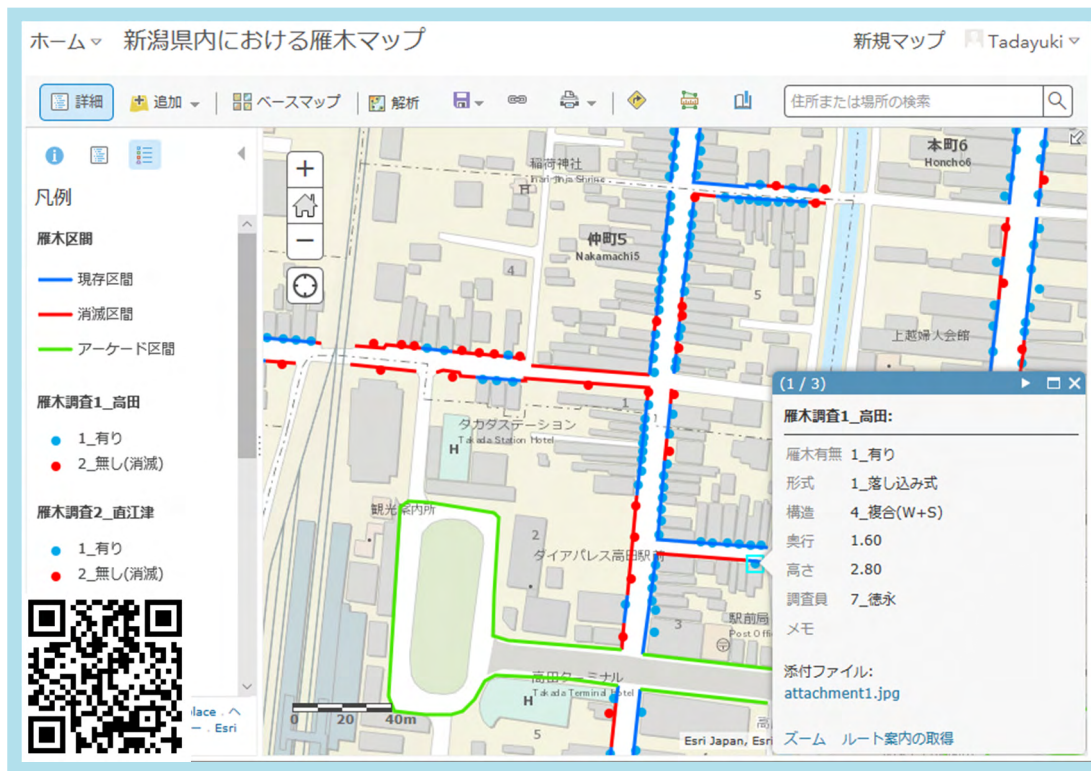 ホーム 新潟県内における雁木マップ 新規マップ Tadayuki
詳細 追加 ベースマップ 解析 住所または場所の検索
凡例
雁木区間
現存区間
消滅区間
アーケード区間
雁木調査1_高田
1_有り
2_無し(消滅)
雁木調査2_直江津
1_有り
2_無し(消滅)
lace . ヘ
ー . Esri
稲荷神社
Inari Jinja Shrine
本町6
Honcho6
仲町5
Nakamachi5
4
5
上越婦人会館
1
タカダステーション
Takada Station Hotel
H
観光案内所
2
ダイアパレス高田駅前
3
駅前局
Post Offi
高田ターミナル
Takada Terminal Hotel
H
5
0 20 40m
Esri Japan, Esri
(1 / 3)
雁木調査1_高田:
雁木有無 1_有り
形式 1_落し込み式
構造 4_複合(W+S)
奥行 1.60
高さ 2.80
調査員 7_徳永
メモ
添付ファイル:
attachment1.jpg
ズーム ルート案内の取得